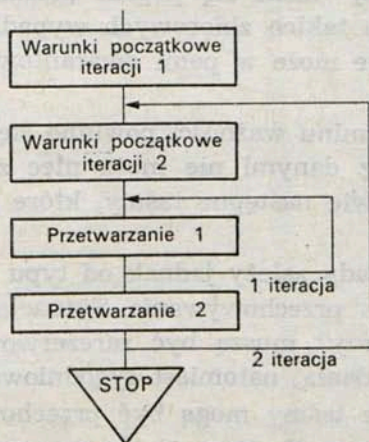 Warunki początkowe
iteracji 1
Warunki początkowe
iteracji 2
Przetwarzanie 1
1 iteracja
Przetwarzanie 2
2 iteracja
STOP